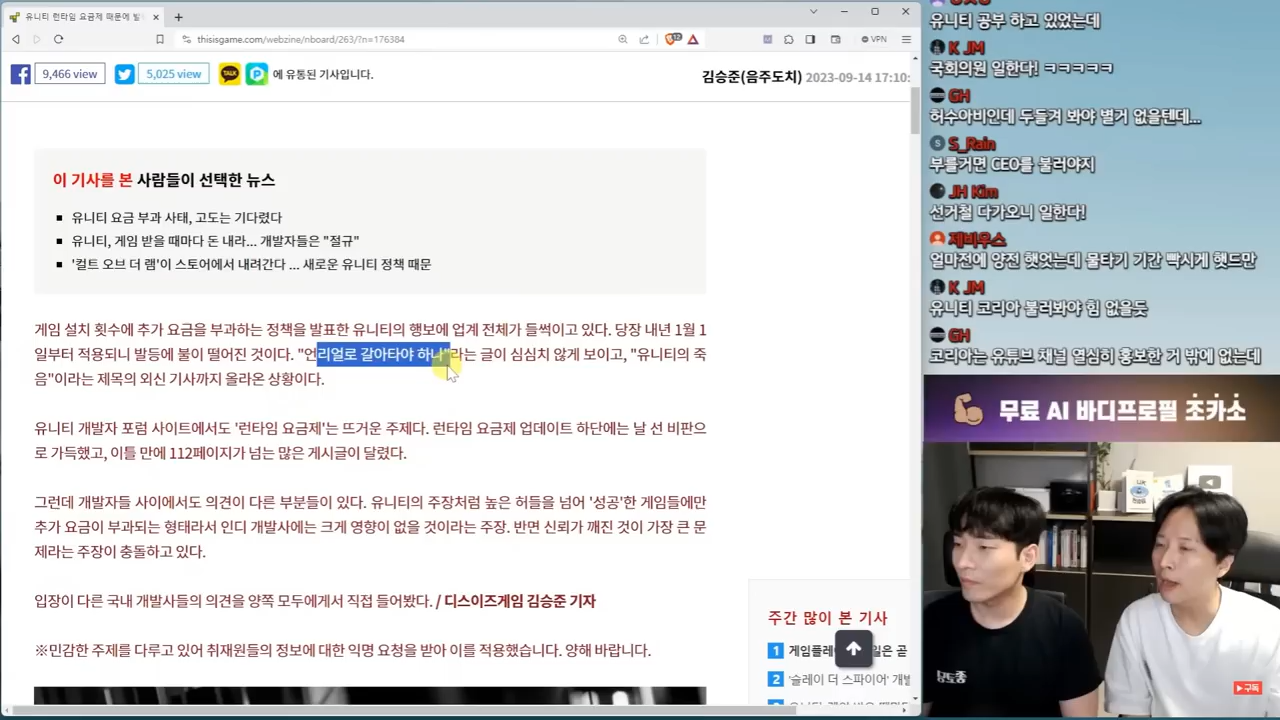 유니티 런타임 요금제 때문에 발
thisisgame.com/webzine/nboard/263/?n=176384
VPN
9,466 view
5,025 view
TALK
에 유통된 기사입니다.
김승준(음주도치) 2023-09-14 17:10:
이 기사를 본 사람들이 선택한 뉴스
유니티 요금 부과 사태, 고도는 기다렸다
유니티, 게임 받을 때마다 돈 내라... 개발자들은 "절규"
'컬트 오브 더 램'이 스토어에서 내려간다 ... 새로운 유니티 정책 때문
게임 설치 횟수에 추가 요금을 부과하는 정책을 발표한 유니티의 행보에 업계 전체가 들썩이고 있다. 당장 내년 1월 1
일부터 적용되니 발등에 불이 떨어진 것이다. "언리얼로 갈아타야 하나"라는 글이 심심치 않게 보이고, "유니티의 죽
음"이라는 제목의 외신 기사까지 올라온 상황이다.
유니티 개발자 포럼 사이트에서도 '런타임 요금제'는 뜨거운 주제다. 런타임 요금제 업데이트 하단에는 날 선 비판으
로 가득했고, 이틀 만에 112페이지가 넘는 많은 게시글이 달렸다.
그런데 개발자들 사이에서도 의견이 다른 부분들이 있다. 유니티의 주장처럼 높은 허들을 넘어 '성공'한 게임들에만
추가 요금이 부과되는 형태라서 인디 개발사에는 크게 영향이 없을 것이라는 주장. 반면 신뢰가 깨진 것이 가장 큰 문
제라는 주장이 충돌하고 있다.
입장이 다른 국내 개발사들의 의견을 양쪽 모두에게서 직접 들어봤다. / 디스이즈게임 김승준 기자
※민감한 주제를 다루고 있어 취재원들의 정보에 대한 익명 요청을 받아 이를 적용했습니다. 양해 바랍니다.
주간 많이 본 기사
1 게임플레
일은 곧
2 '슬레이 더 스파이어' 개발
유니티 공부 하고 있었는데
K JM
국회의원 일한다! ㅋㅋㅋㅋㅋ
GH
허수아비인데 두들겨 봐야 별거 없을텐데...
S S_Rain
부를거면 CEO를 불러야지
JH Kim
선거철 다가오니 일한다!
제비우스
얼마전에 양전 햇엇는데 물타기 기간 빡시게 햇드만
K JM
유니티 코리아 불러봐야 힘 없을듯
GH
코리아는 유튜브 채널 열심히 홍보한 거 밖에 없는데
무료 AI 바디프로필 조카소
구독